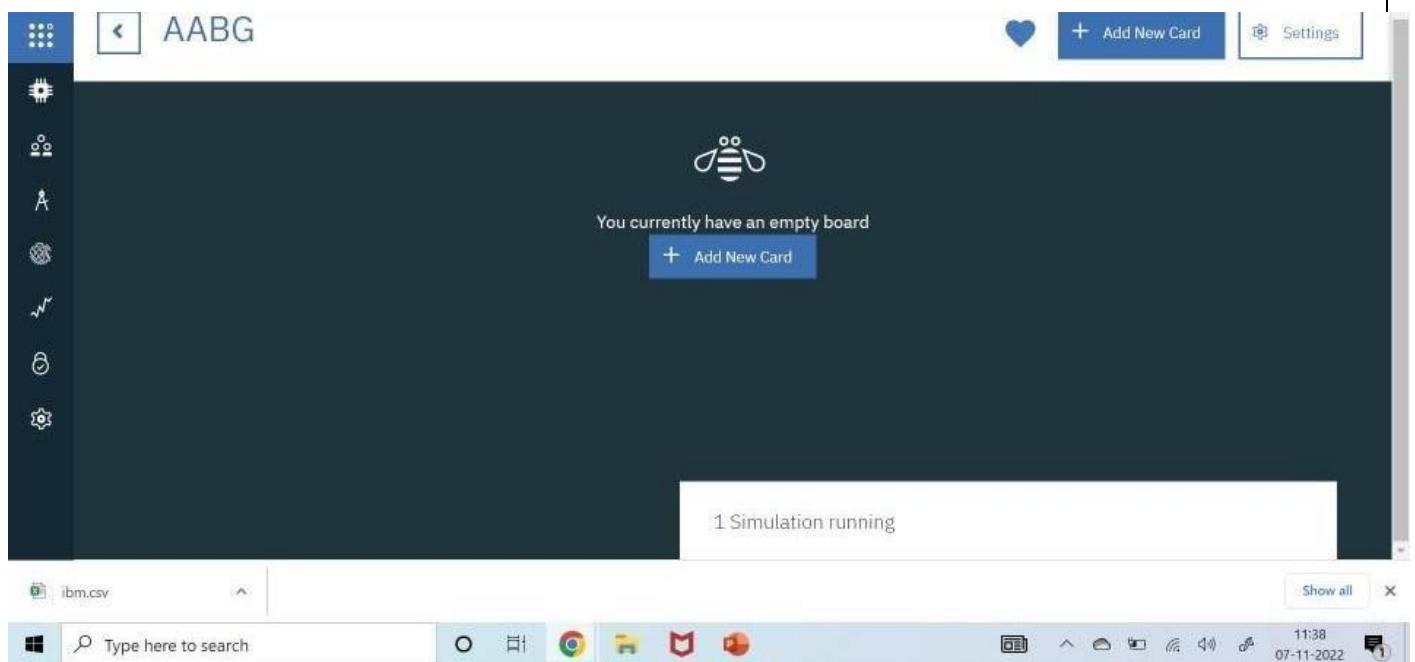 AABG
+ Add New Card
Settings
You currently have an empty board
+ Add New Card
1 Simulation running
ibm.csv
Show all
Type here to search
11:38
07-11-2022
1